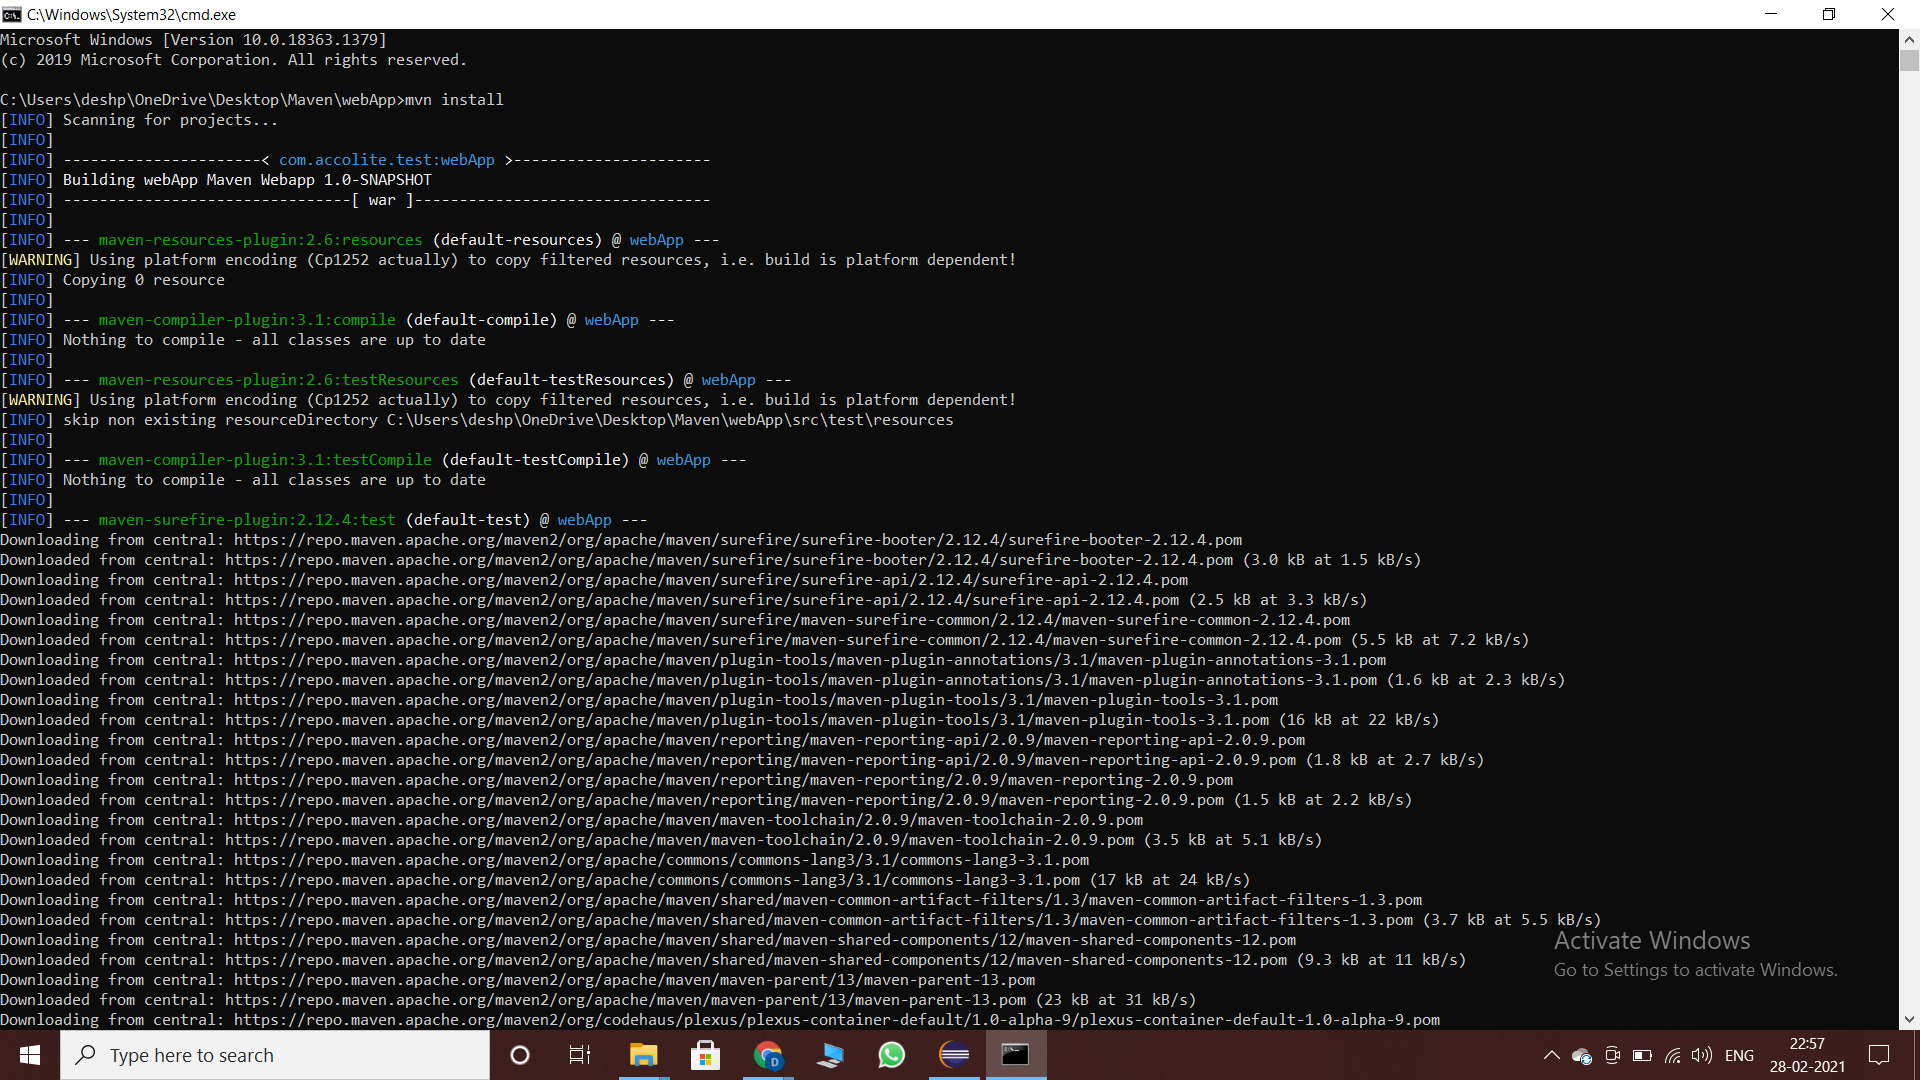 C:\Windows\System32\cmd.exe
Microsoft Windows [Version 10.0.18363.1379]
(c) 2019 Microsoft Corporation. All rights reserved.
C:\Users\deshp\OneDrive\Desktop\Maven\webApp>mvn install
[INFO] Scanning for projects...
[INFO]
[INFO] ----------------------< com.accolite.test:webApp >----------------------
[INFO] Building webApp Maven Webapp 1.0-SNAPSHOT
[INFO] --------------------------------[ war ]---------------------------------
[INFO]
[INFO] --- maven-resources-plugin:2.6:resources (default-resources) @ webApp ---
[WARNING] Using platform encoding (Cp1252 actually) to copy filtered resources, i.e. build is platform dependent!
[INFO] Copying 0 resource
[INFO]
[INFO] --- maven-compiler-plugin:3.1:compile (default-compile) @ webApp ---
[INFO] Nothing to compile - all classes are up to date
[INFO]
[INFO] --- maven-resources-plugin:2.6:testResources (default-testResources) @ webApp ---
[WARNING] Using platform encoding (Cp1252 actually) to copy filtered resources, i.e. build is platform dependent!
[INFO] skip non existing resourceDirectory C:\Users\deshp\OneDrive\Desktop\Maven\webApp\src\test\resources
[INFO]
[INFO] --- maven-compiler-plugin:3.1:testCompile (default-testCompile) @ webApp ---
[INFO] Nothing to compile - all classes are up to date
[INFO]
[INFO] --- maven-surefire-plugin:2.12.4:test (default-test) @ webApp ---
Downloading from central: https://repo.maven.apache.org/maven2/org/apache/maven/surefire/surefire-booter/2.12.4/surefire-booter-2.12.4.pom
Downloaded from central: https://repo.maven.apache.org/maven2/org/apache/maven/surefire/surefire-booter/2.12.4/surefire-booter-2.12.4.pom (3.0 kB at 1.5 kB/s)
Downloading from central: https://repo.maven.apache.org/maven2/org/apache/maven/surefire/surefire-api/2.12.4/surefire-api-2.12.4.pom
Downloaded from central: https://repo.maven.apache.org/maven2/org/apache/maven/surefire/surefire-api/2.12.4/surefire-api-2.12.4.pom (2.5 kB at 3.3 kB/s)
Downloading from central: https://repo.maven.apache.org/maven2/org/apache/maven/surefire/maven-surefire-common/2.12.4/maven-surefire-common-2.12.4.pom
Downloaded from central: https://repo.maven.apache.org/maven2/org/apache/maven/surefire/maven-surefire-common/2.12.4/maven-surefire-common-2.12.4.pom (5.5 kB at 7.2 kB/s)
Downloading from central: https://repo.maven.apache.org/maven2/org/apache/maven/plugin-tools/maven-plugin-annotations/3.1/maven-plugin-annotations-3.1.pom
Downloaded from central: https://repo.maven.apache.org/maven2/org/apache/maven/plugin-tools/maven-plugin-annotations/3.1/maven-plugin-annotations-3.1.pom (1.6 kB at 2.3 kB/s)
Downloading from central: https://repo.maven.apache.org/maven2/org/apache/maven/plugin-tools/maven-plugin-tools/3.1/maven-plugin-tools-3.1.pom
Downloaded from central: https://repo.maven.apache.org/maven2/org/apache/maven/plugin-tools/maven-plugin-tools/3.1/maven-plugin-tools-3.1.pom (16 kB at 22 kB/s)
Downloading from central: https://repo.maven.apache.org/maven2/org/apache/maven/reporting/maven-reporting-api/2.0.9/maven-reporting-api-2.0.9.pom
Downloaded from central: https://repo.maven.apache.org/maven2/org/apache/maven/reporting/maven-reporting-api/2.0.9/maven-reporting-api-2.0.9.pom (1.8 kB at 2.7 kB/s)
Downloading from central: https://repo.maven.apache.org/maven2/org/apache/maven/reporting/maven-reporting/2.0.9/maven-reporting-2.0.9.pom
Downloaded from central: https://repo.maven.apache.org/maven2/org/apache/maven/reporting/maven-reporting/2.0.9/maven-reporting-2.0.9.pom (1.5 kB at 2.2 kB/s)
Downloading from central: https://repo.maven.apache.org/maven2/org/apache/maven/maven-toolchain/2.0.9/maven-toolchain-2.0.9.pom
Downloaded from central: https://repo.maven.apache.org/maven2/org/apache/maven/maven-toolchain/2.0.9/maven-toolchain-2.0.9.pom (3.5 kB at 5.1 kB/s)
Downloading from central: https://repo.maven.apache.org/maven2/org/apache/commons/commons-lang3/3.1/commons-lang3-3.1.pom
Downloaded from central: https://repo.maven.apache.org/maven2/org/apache/commons/commons-lang3/3.1/commons-lang3-3.1.pom (17 kB at 24 kB/s)
Downloading from central: https://repo.maven.apache.org/maven2/org/apache/maven/shared/maven-common-artifact-filters/1.3/maven-common-artifact-filters-1.3.pom
Downloaded from central: https://repo.maven.apache.org/maven2/org/apache/maven/shared/maven-common-artifact-filters/1.3/maven-common-artifact-filters-1.3.pom (3.7 kB at 5.5 kB/s)
Downloading from central: https://repo.maven.apache.org/maven2/org/apache/maven/shared/maven-shared-components/12/maven-shared-components-12.pom
Downloaded from central: https://repo.maven.apache.org/maven2/org/apache/maven/shared/maven-shared-components/12/maven-shared-components-12.pom (9.3 kB at 11 kB/s)
Downloading from central: https://repo.maven.apache.org/maven2/org/apache/maven/maven-parent/13/maven-parent-13.pom
Downloaded from central: https://repo.maven.apache.org/maven2/org/apache/maven/maven-parent/13/maven-parent-13.pom (23 kB at 31 kB/s)
Downloading from central: https://repo.maven.apache.org/maven2/org/codehaus/plexus/plexus-container-default/1.0-alpha-9/plexus-container-default-1.0-alpha-9.pom
Activate Windows
Go to Settings to activate Windows.
Type here to search
D
ENG
22:57
28-02-2021